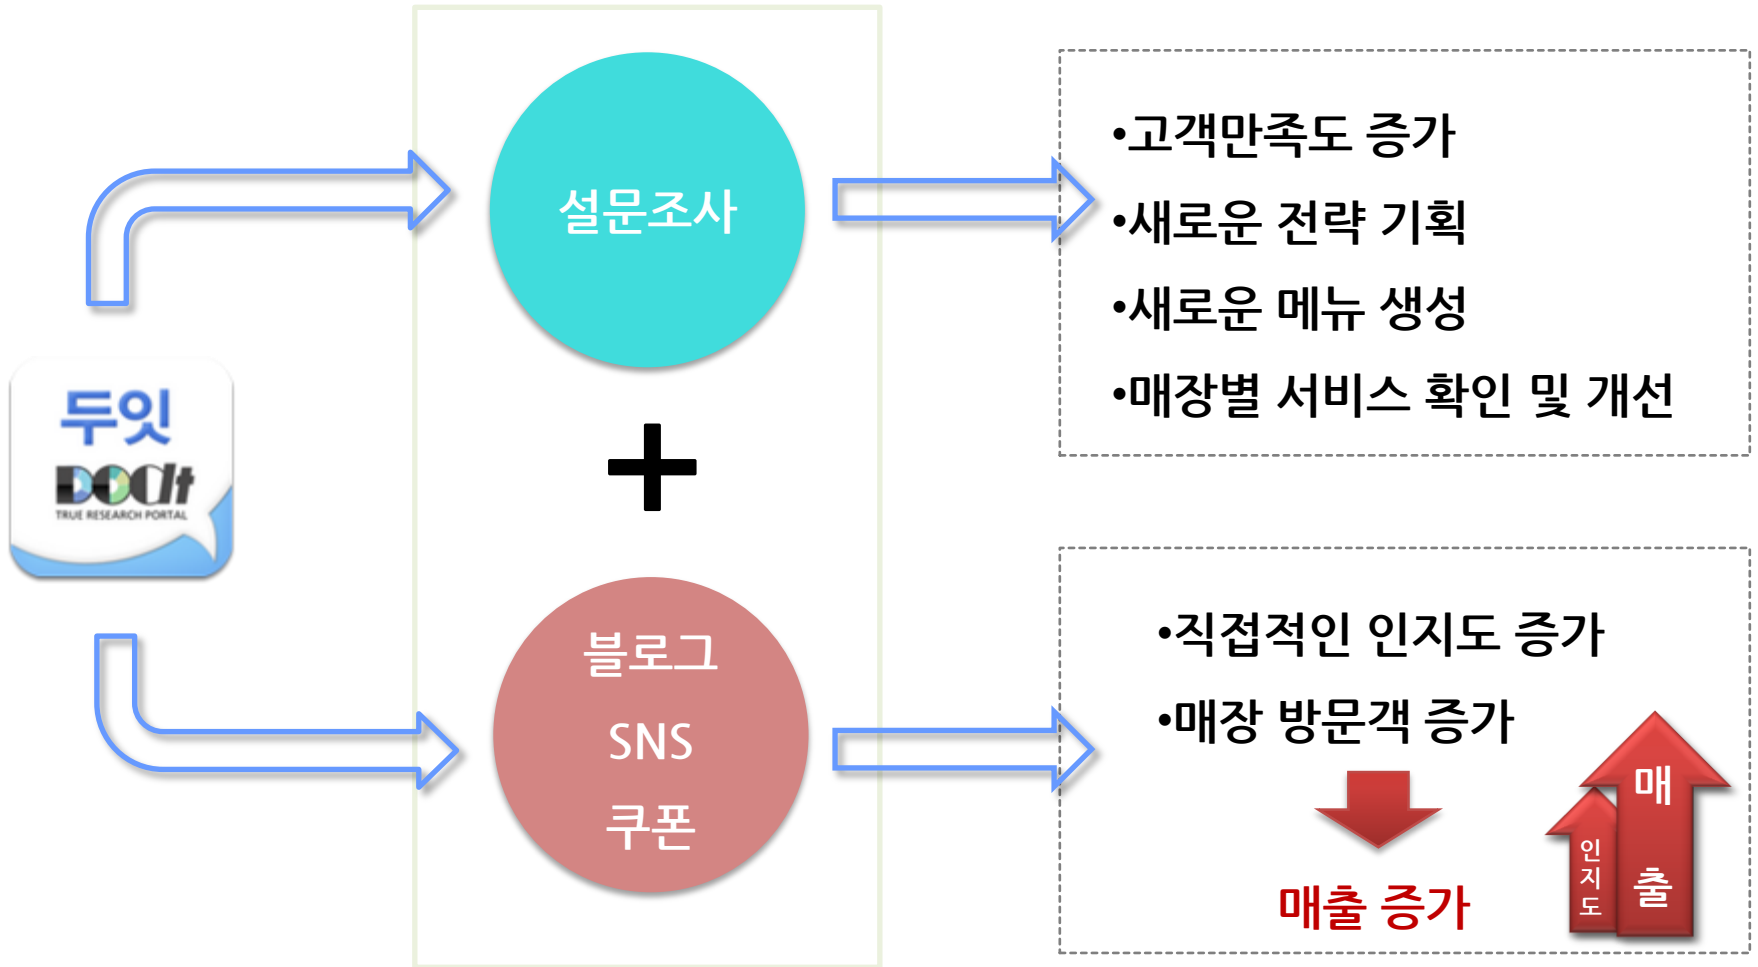 설문조사
•고객만족도 증가
•새로운 전략 기획
•새로운 메뉴 생성
•매장별 서비스 확인 및 개선
두잇
DOOIt
TRUE RESEARCH PORTAL
+
블로그
SNS
쿠폰
•직접적인 인지도 증가
•매장 방문객 증가
매출 증가
인지도
매출